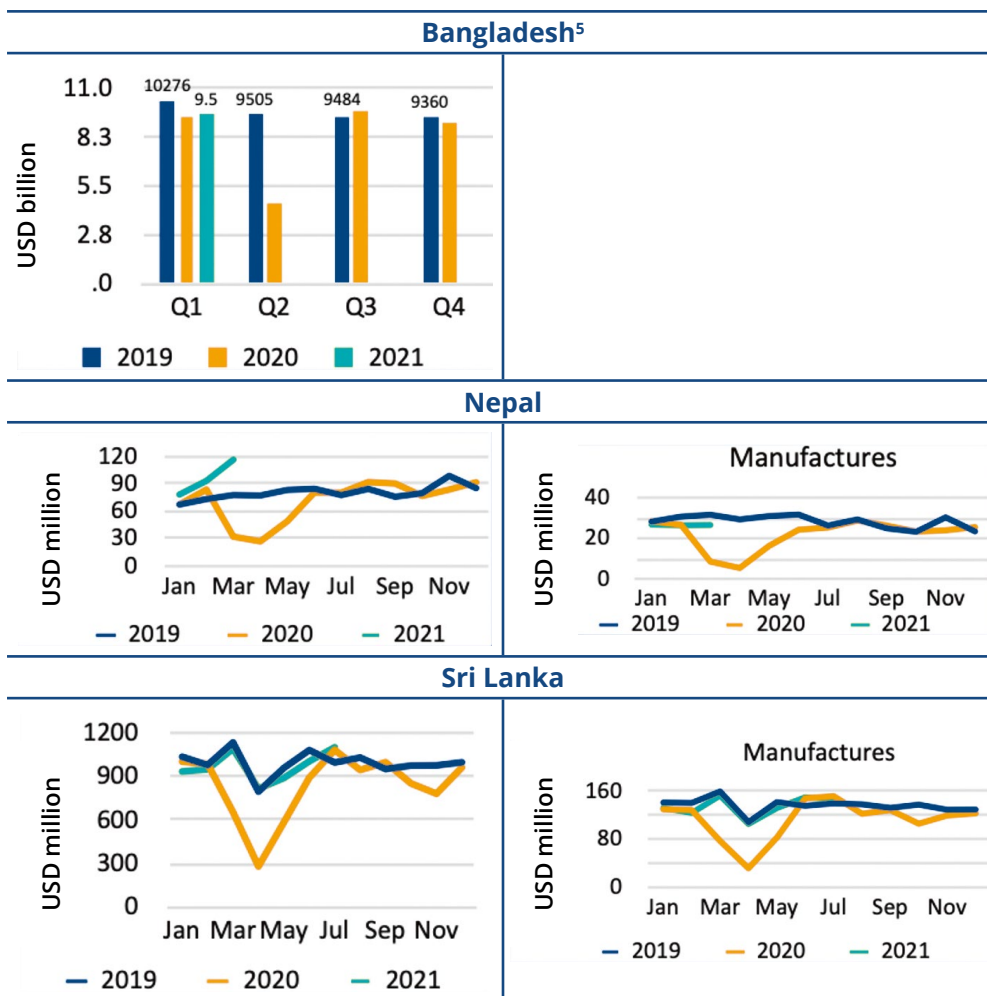 Bangladesh⁵
USD billion
11.0
8.3
5.5
2.8
.0
10276
9.5
9505
9484
9360
Q1 Q2 Q3 Q4
2019 2020 2021
Nepal
USD million
120
90
60
30
0
Jan Mar May Jul Sep Nov
2019 2020 2021
Manufactures
USD million
40
20
0
Jan Mar May Jul Sep Nov
2019 2020 2021
Sri Lanka
USD million
1200
900
600
300
0
Jan Mar May Jul Sep Nov
2019 2020 2021
Manufactures
USD million
160
80
0
Jan Mar May Jul Sep Nov
2019 2020 2021